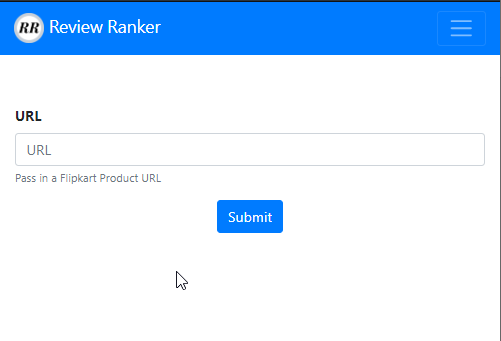 RR Review Ranker
URL
URL
Pass in a Flipkart Product URL
Submit